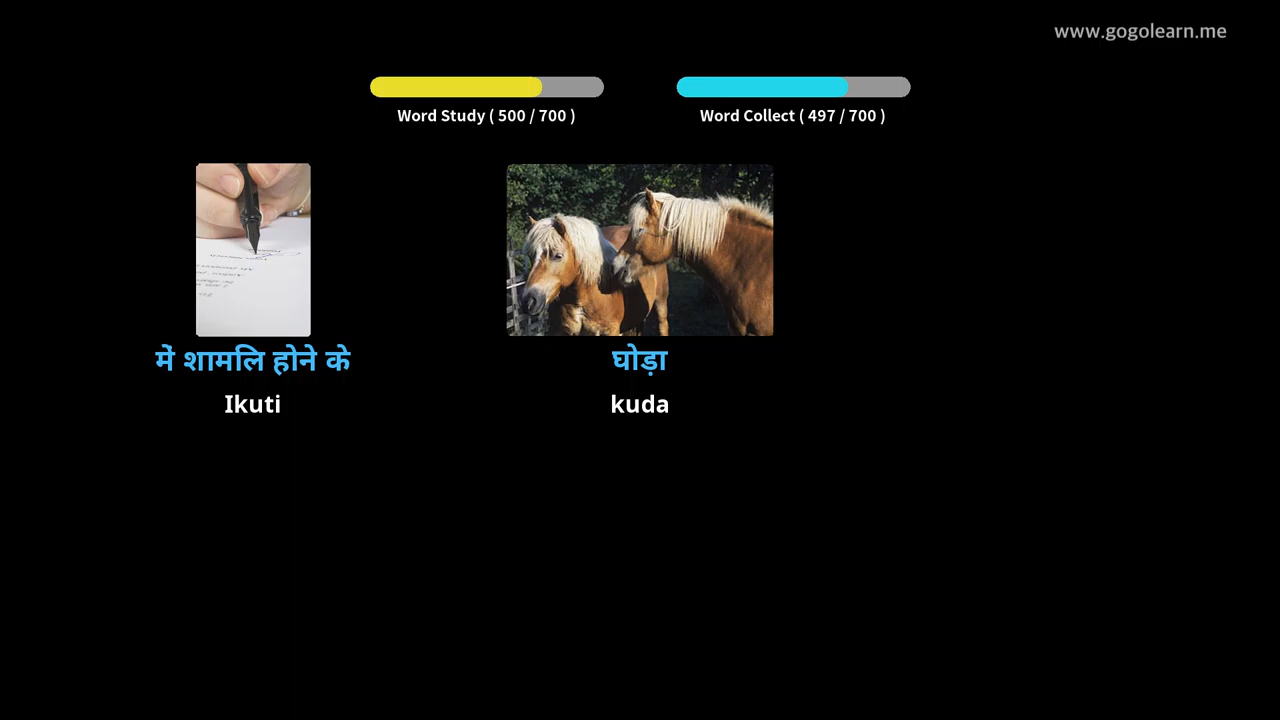 www.gogolearn.me
Word Study ( 500 / 700 )
Word Collect ( 497 / 700 )
में शामलि होने के
घोड़ा
Ikuti
kuda